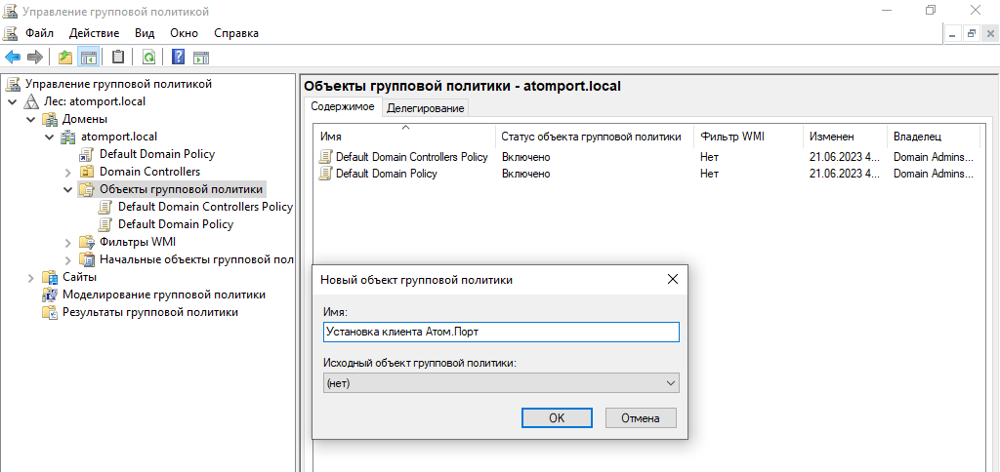 Управление групповой политикой
Файл Действие Вид Окно Справка
Управление групповой политикой
Лес: atomport.local
Домены
atomport.local
Default Domain Policy
Domain Controllers
Объекты групповой политики
Default Domain Controllers Policy
Default Domain Policy
Фильтры WMI
Начальные объекты групповой пол
Сайты
Моделирование групповой политики
Результаты групповой политики
Объекты групповой политики - atomport.local
Содержимое Делегирование
Имя Статус объекта групповой политики Фильтр WMI Изменен Владелец
Default Domain Controllers Policy Включено Нет 21.06.2023 4... Domain Admins...
Default Domain Policy Включено Нет 21.06.2023 4... Domain Admins...
Новый объект групповой политики
Имя:
Установка клиента Атом.Порт
Исходный объект групповой политики:
(нет)
OK Отмена